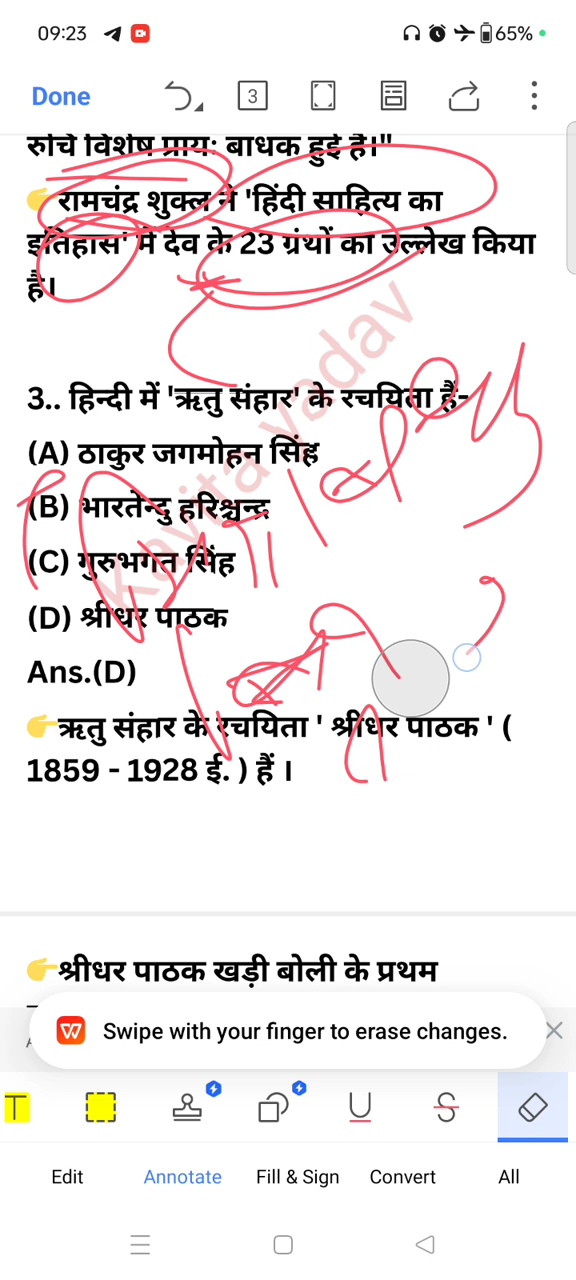 09:23
65%
Done
3
रुचि विशेष प्रायः बाधक हुई है।"
👉रामचंद्र शुक्ल ने 'हिंदी साहित्य का
इतिहास' में देव के 23 ग्रंथों का उल्लेख किया
है।
3.. हिन्दी में 'ऋतु संहार' के रचयिता हैं-
(A) ठाकुर जगमोहन सिंह
(B) भारतेन्दु हरिश्चन्द्र
(C) गुरुभगत सिंह
(D) श्रीधर पाठक
Ans.(D)
👉ऋतु संहार के रचयिता ' श्रीधर पाठक ' (
1859 - 1928 ई. ) हैं ।
Kavita yadav
👉श्रीधर पाठक खड़ी बोली के प्रथम
Swipe with your finger to erase changes.
Edit Annotate Fill & Sign Convert All